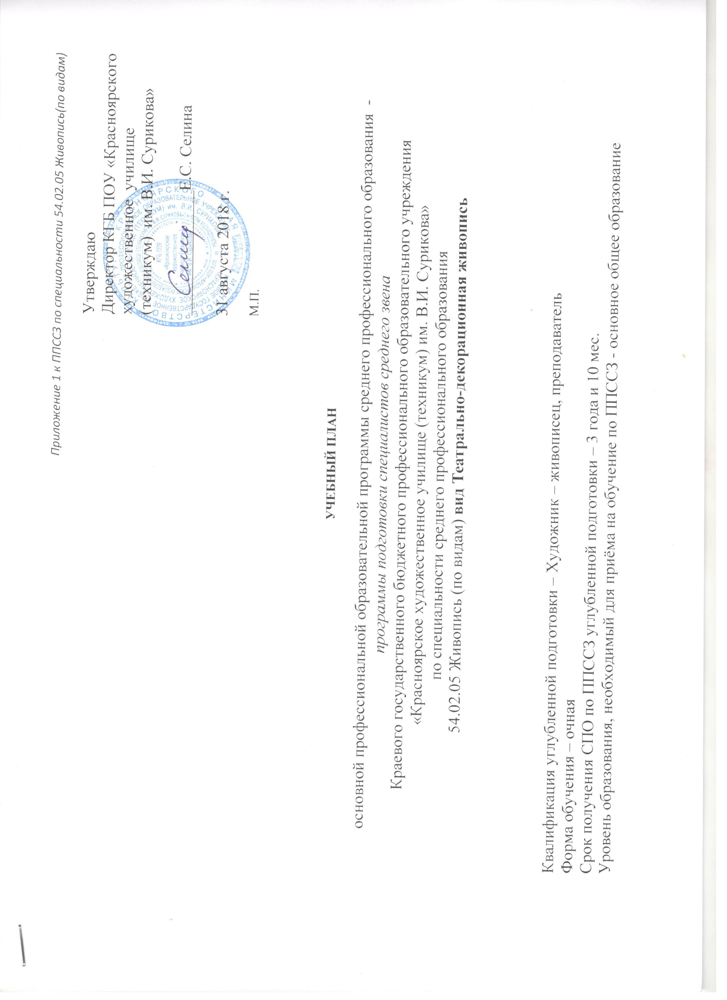 Приложение 1 к ППССЗ по специальности 54.02.05 Живопись(по видам)
Утверждаю
Директор КГБ ПОУ «Красноярского
художественное училище
(техникум) им. В.И. Сурикова»
Е.С. Селина
31 августа 2018 г.
М.П.
УЧЕБНЫЙ ПЛАН
основной профессиональной образовательной программы среднего профессионального образования -
программы подготовки специалистов среднего звена
Краевого государственного бюджетного профессионального образовательного учреждения
«Красноярское художественное училище (техникум) им. В.И. Сурикова»
по специальности среднего профессионального образования
54.02.05 Живопись (по видам) вид Театрально-декорационная живопись
Квалификация углубленной подготовки – Художник – живописец, преподаватель
Форма обучения – очная
Срок получения СПО по ППССЗ углубленной подготовки – 3 года и 10 мес.
Уровень образования, необходимый для приёма на обучение по ППССЗ - основное общее образование